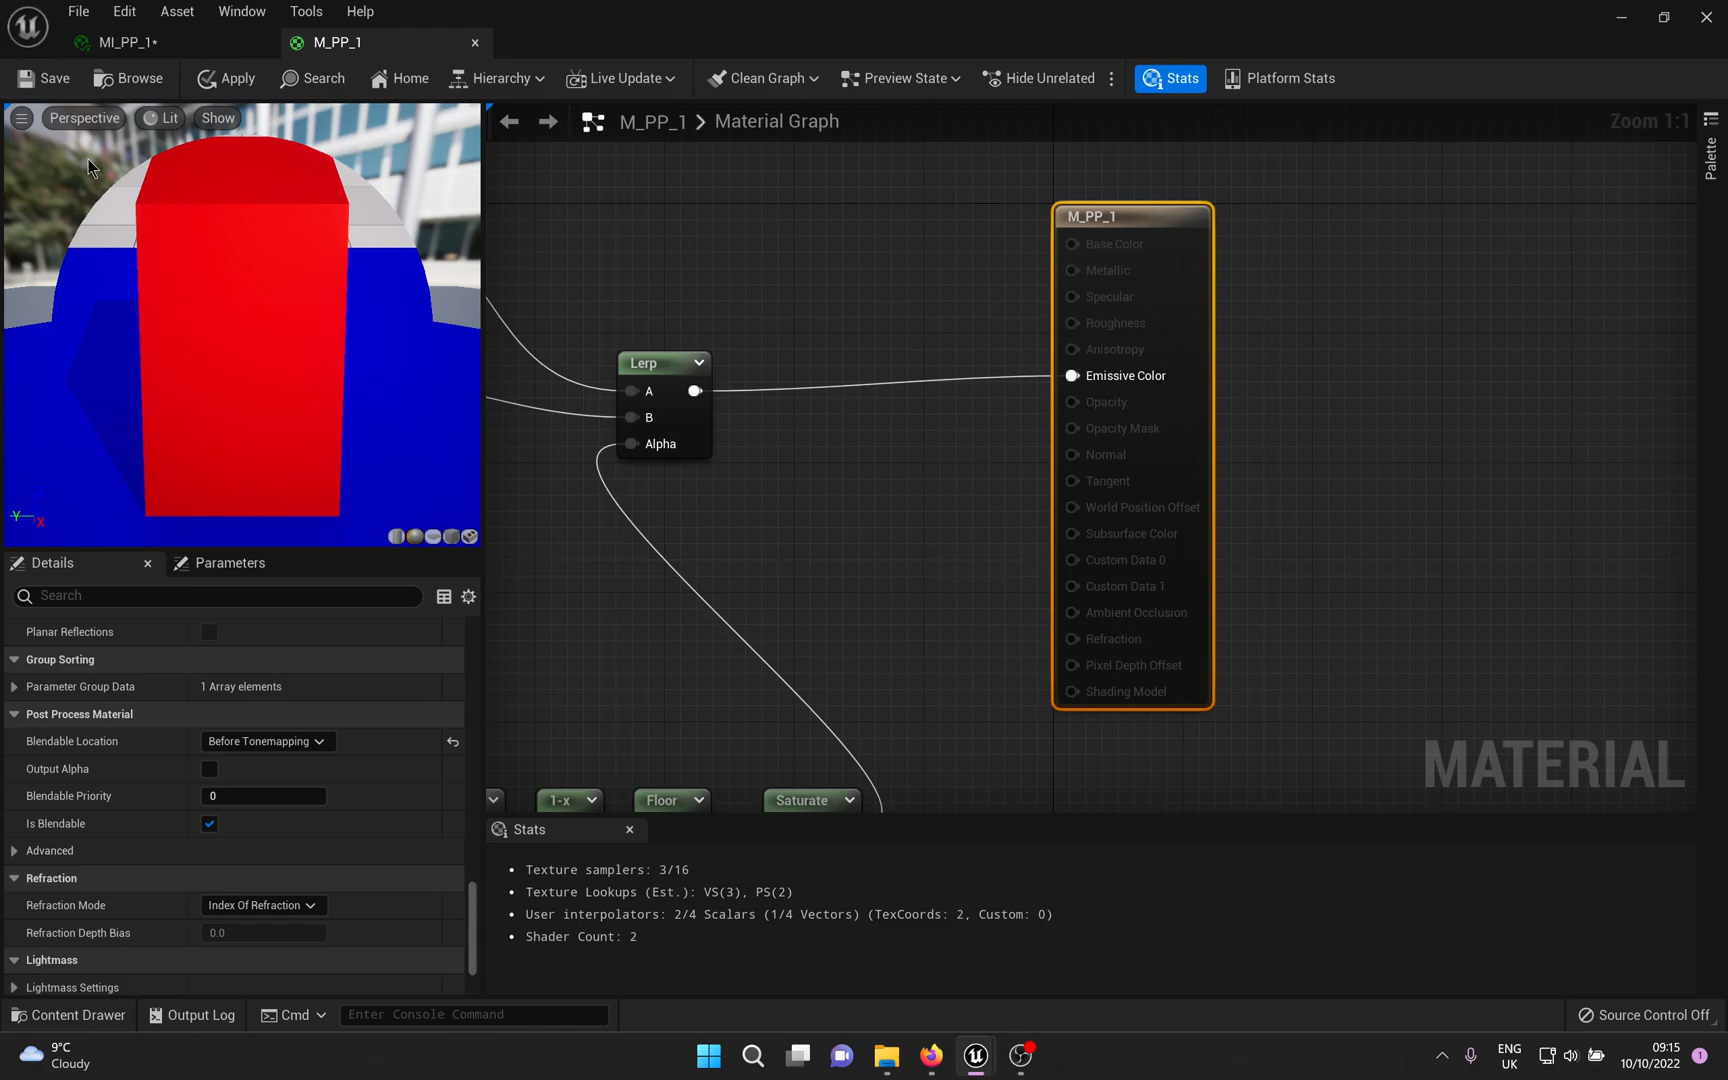 File Edit Asset Window Tools Help
MI_PP_1*
M_PP_1
Save Browse Apply Search Home Hierarchy Live Update Clean Graph Preview State Hide Unrelated Stats Platform Stats
Perspective Lit Show
M_PP_1 > Material Graph
Zoom 1:1
Palette
M_PP_1
Base Color
Metallic
Specular
Roughness
Anisotropy
Emissive Color
Opacity
Opacity Mask
Normal
Tangent
World Position Offset
Subsurface Color
Custom Data 0
Custom Data 1
Ambient Occlusion
Refraction
Pixel Depth Offset
Shading Model
Lerp
A
B
Alpha
1-x
Floor
Saturate
MATERIAL
Y X
Details Parameters
Search
Planar Reflections
Group Sorting
Parameter Group Data 1 Array elements
Post Process Material
Blendable Location Before Tonemapping
Output Alpha
Blendable Priority 0
Is Blendable
Advanced
Refraction
Refraction Mode Index Of Refraction
Refraction Depth Bias 0.0
Lightmass
Lightmass Settings
Stats
Texture samplers: 3/16
Texture Lookups (Est.): VS(3), PS(2)
User interpolators: 2/4 Scalars (1/4 Vectors) (TexCoords: 2, Custom: 0)
Shader Count: 2
Content Drawer Output Log Cmd Enter Console Command Source Control Off
9°C
Cloudy
ENG
UK
09:15
10/10/2022
1